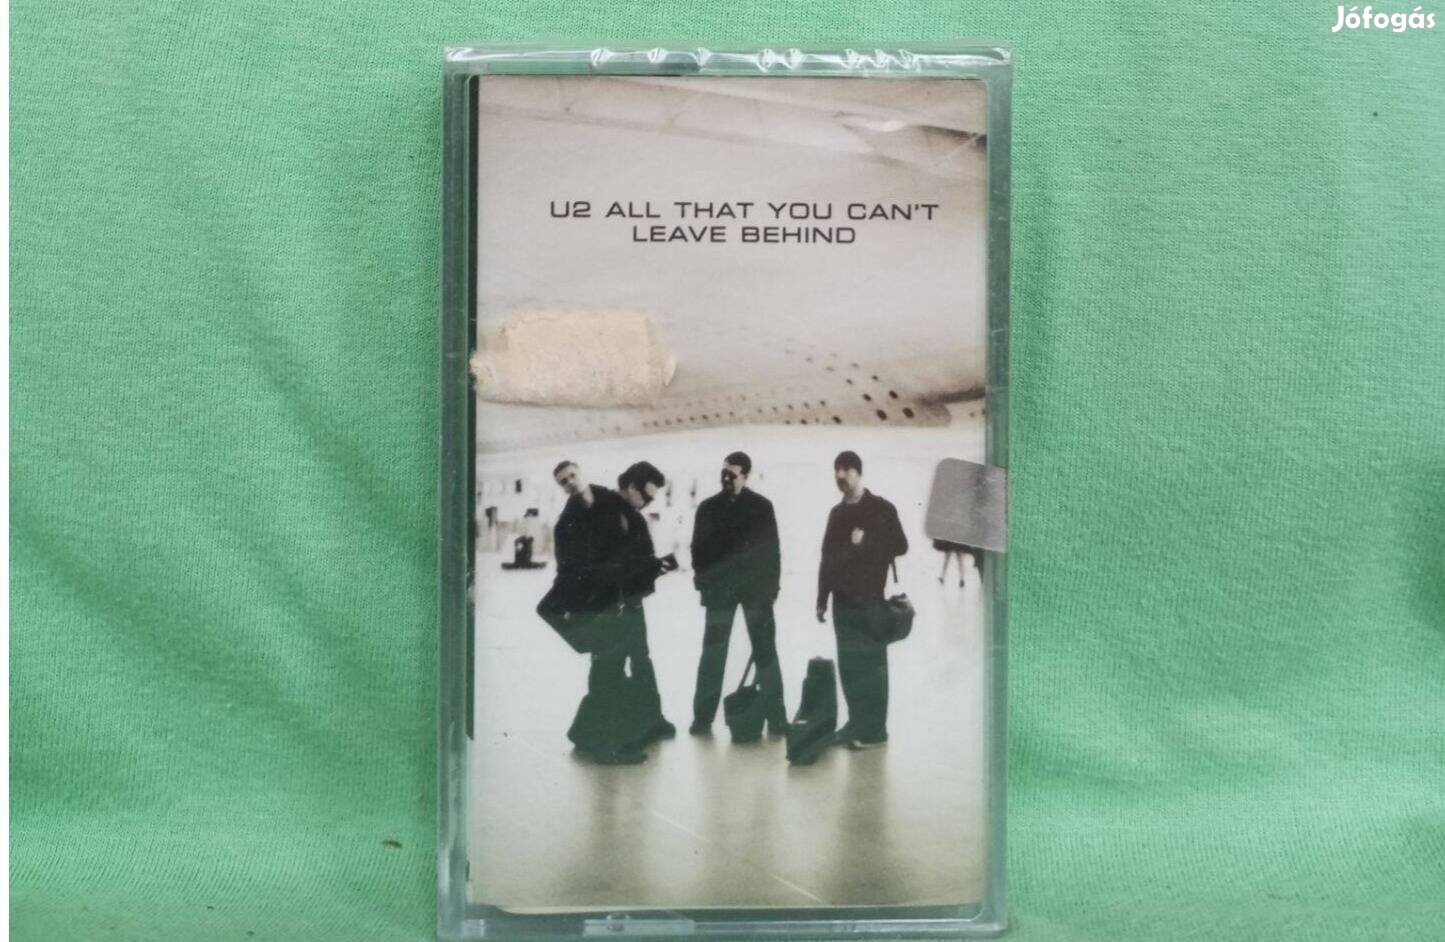 Jófogás
U2 ALL THAT YOU CAN'T
LEAVE BEHIND